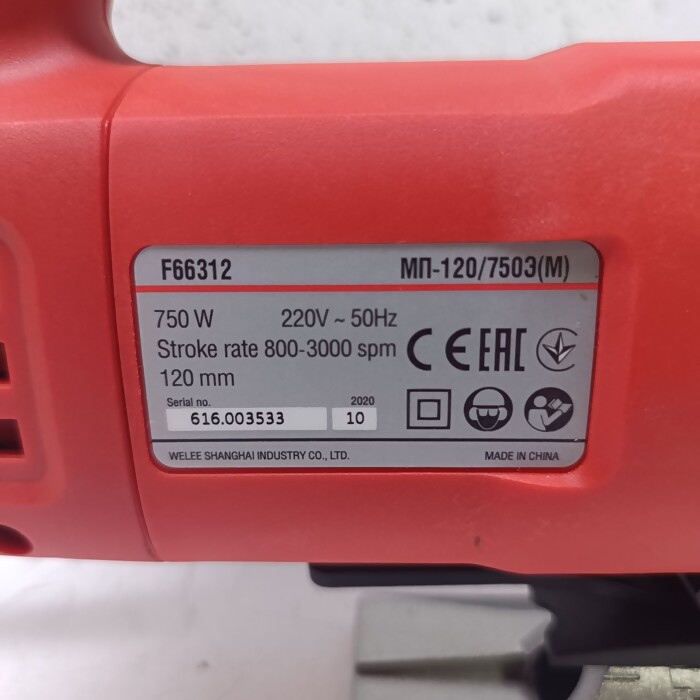 F66312 МП-120/750Э(М)
750 W 220V ~ 50Hz
Stroke rate 800-3000 spm
120 mm
CE EAC
Serial no. 2020
616.003533 10
WELEE SHANGHAI INDUSTRY CO., LTD. MADE IN CHINA